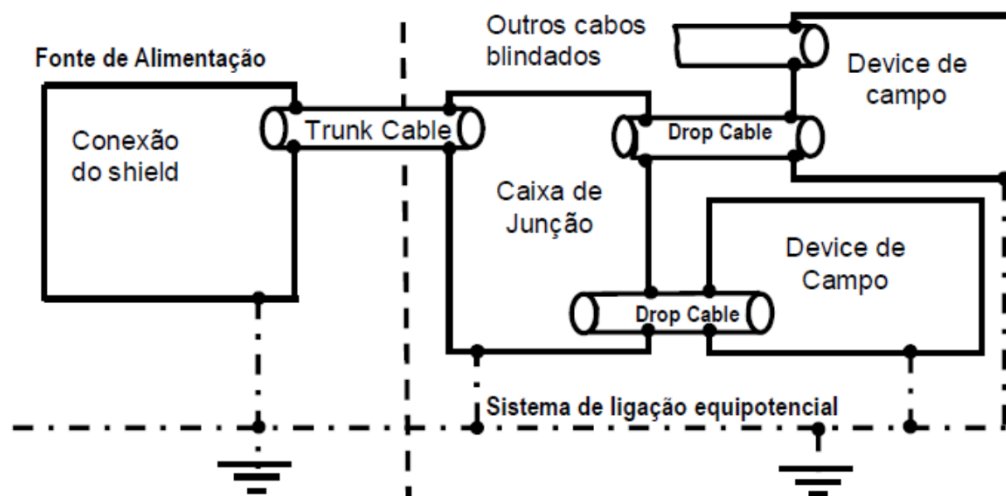 Fonte de Alimentação
Conexão
do shield
Trunk Cable
Outros cabos
blindados
Device de
campo
Drop Cable
Caixa de
Junção
Device de
Campo
Drop Cable
Sistema de ligação equipotencial